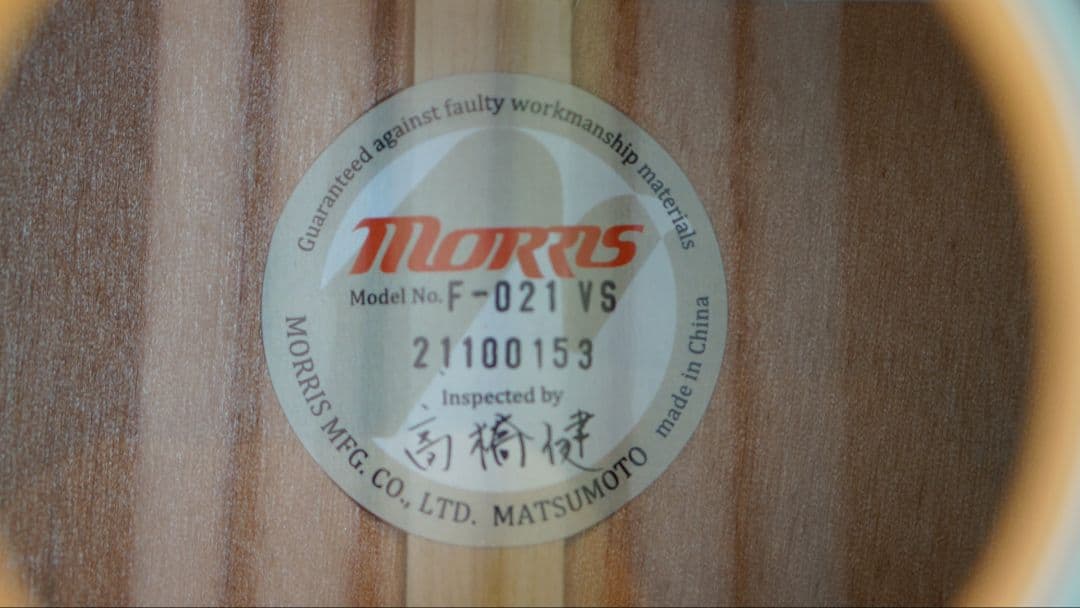 Guaranteed against faulty workmanship materials
MORRIS
Model No. F-021 VS
21100153
Inspected by
高橋健
MORRIS MFG. CO., LTD. MATSUMOTO
made in China